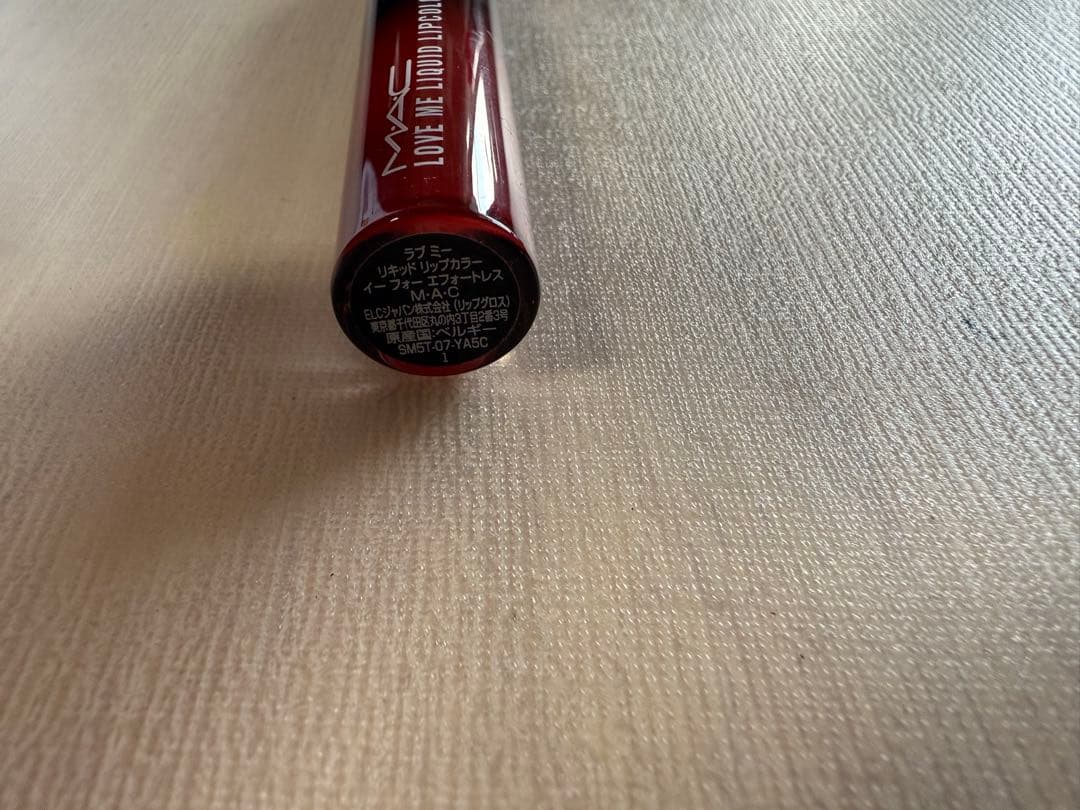 M·A·C
LOVE ME LIQUID LIPCOL
ラブ ミー
リキッド リップカラー
イー フォー エフォートレス
M·A·C
ELCジャパン株式会社 (リップグロス)
東京都千代田区丸の内3丁目2番3号
原産国:ベルギー
SM5T-07-YA5C
1